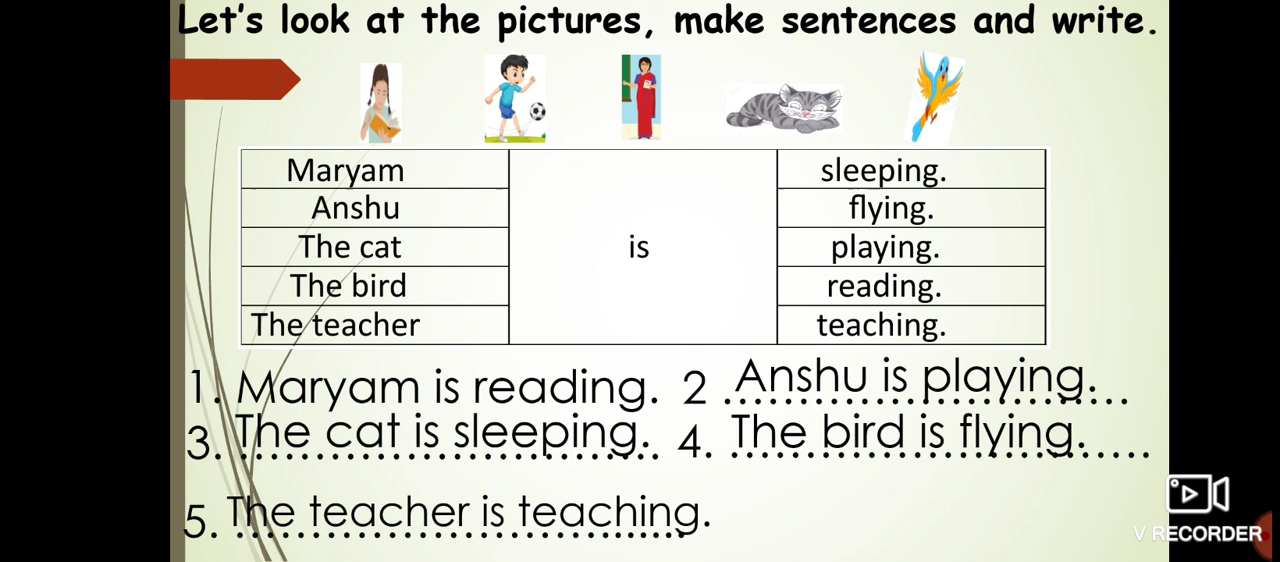 Let's look at the pictures, make sentences and write.
Maryam
Anshu
The cat
The bird
The teacher
is
sleeping.
flying.
playing.
reading.
teaching.
1. Maryam is reading. 2 Anshu is playing.
3. The cat is sleeping. 4. The bird is flying.
5. The teacher is teaching.
V RECORDER